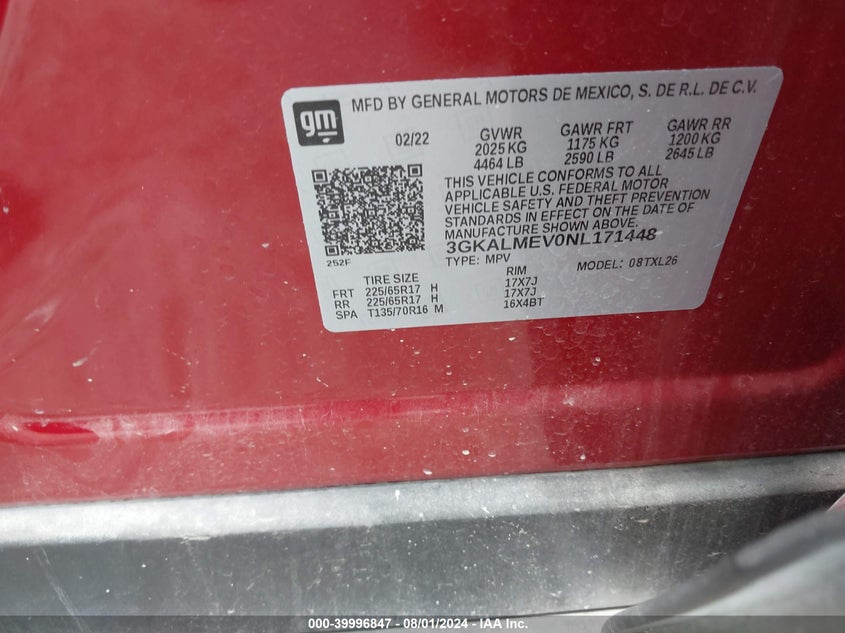 MFD BY GENERAL MOTORS DE MEXICO, S. DE R.L. DE C.V.
gm
02/22 GVWR GAWR FRT GAWR RR
2025 KG 1175 KG 1200 KG
4464 LB 2590 LB 2645 LB
THIS VEHICLE CONFORMS TO ALL
APPLICABLE U.S. FEDERAL MOTOR
VEHICLE SAFETY AND THEFT PREVENTION
STANDARDS IN EFFECT ON THE DATE OF
MANUFACTURE SHOWN ABOVE.
3GKALMEV0NL171448
252F TYPE: MPV MODEL: 08TXL26
TIRE SIZE RIM
FRT 225/65R17 H 17X7J
RR 225/65R17 H 17X7J
SPA T135/70R16 M 16X4BT
000-39996847 - 08/01/2024 - IAA Inc.